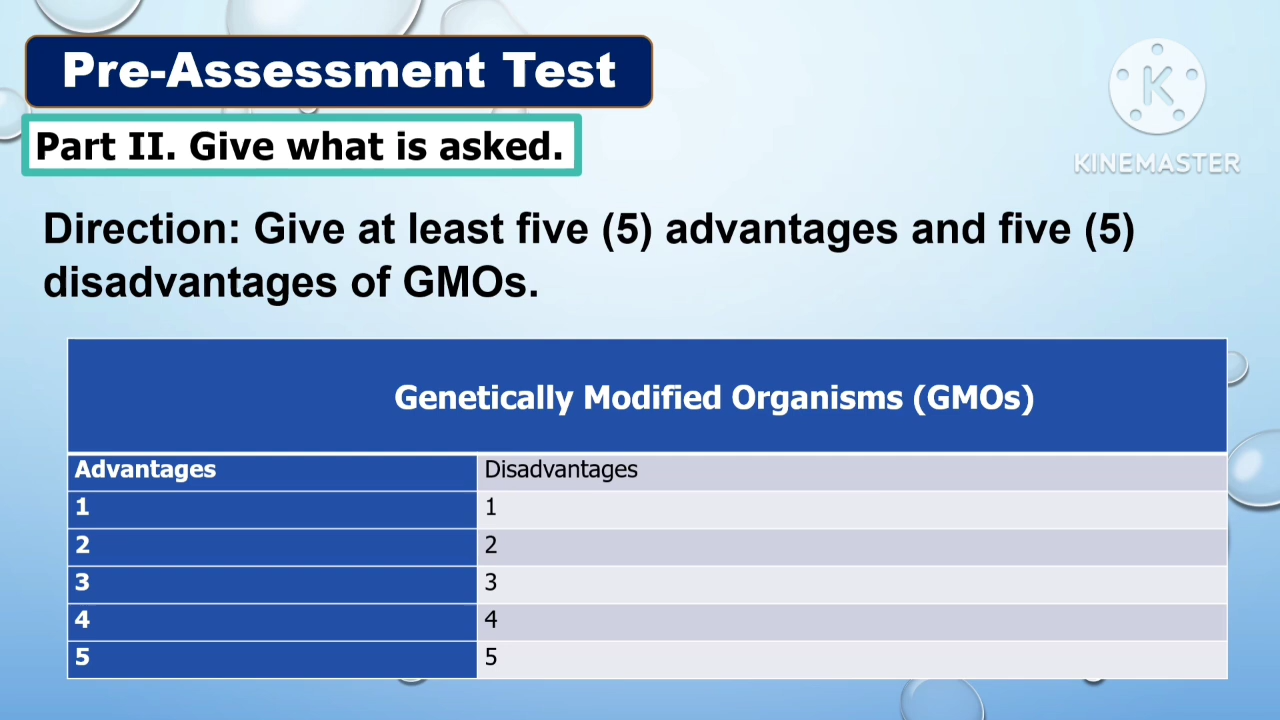 Pre-Assessment Test
K
KINEMASTER
Part II. Give what is asked.
Direction: Give at least five (5) advantages and five (5)
disadvantages of GMOs.
Genetically Modified Organisms (GMOs)
Advantages Disadvantages
1 1
2 2
3 3
4 4
5 5